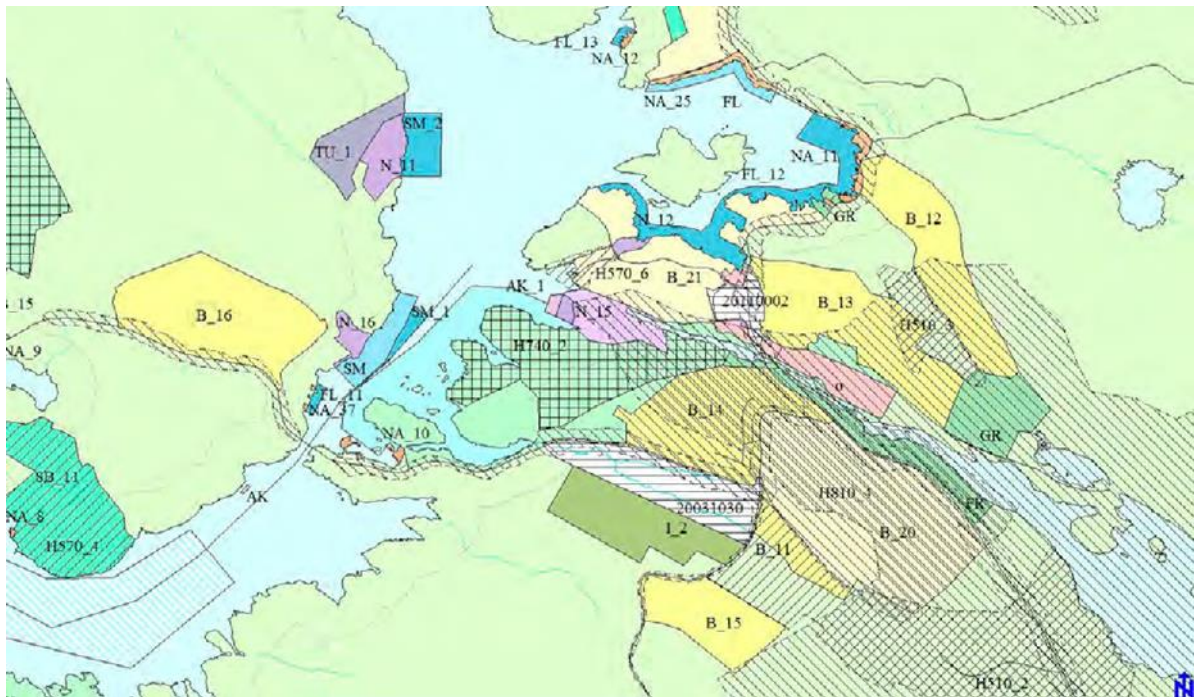 FL_13
NA_12
NA_25
FL
SM_2
TU_1
N_11
NA_11
FL_12
N_12
GR
B_12
H570_6
B_21
AK_1
20110002
B_13
B_16
N_16
SM_1
N_15
H510_3
H740_2
SM
NA_9
FL_11
NA_37
B_14
o
NA_10
GR
SB_11
AK
H810_4
FR
20031030
NA_8
I_2
B_20
H570_4
B_11
B_15
H510_2